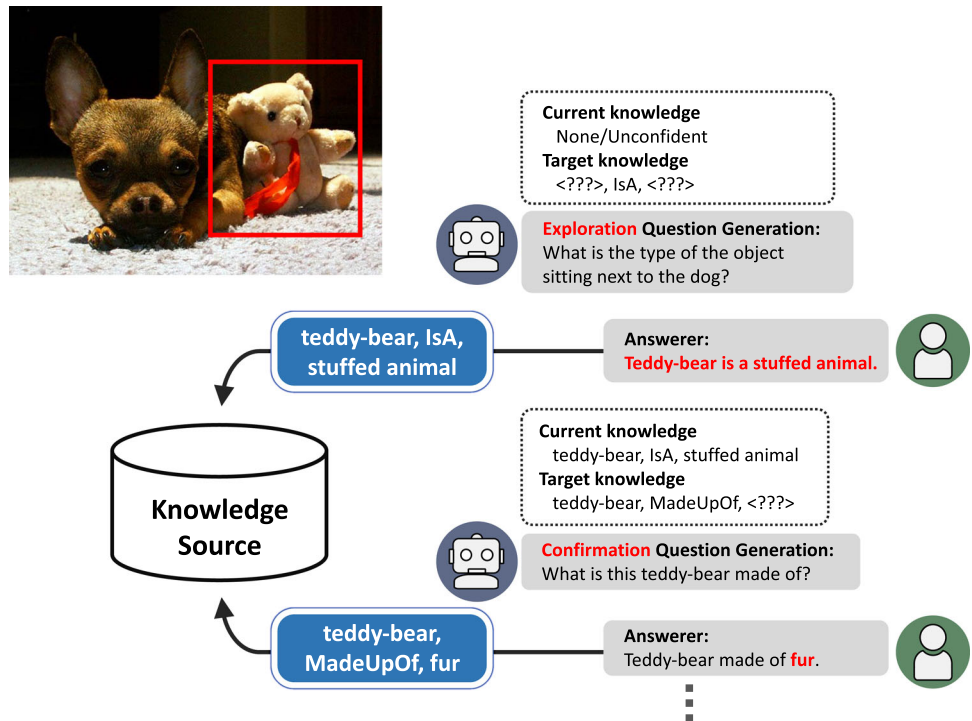 Current knowledge
None/Unconfident
Target knowledge
<???>, IsA, <???>
Exploration Question Generation:
What is the type of the object
sitting next to the dog?
teddy-bear, IsA,
stuffed animal
Answerer:
Teddy-bear is a stuffed animal.
Current knowledge
teddy-bear, IsA, stuffed animal
Target knowledge
teddy-bear, MadeUpOf, <???>
Knowledge
Source
Confirmation Question Generation:
What is this teddy-bear made of?
teddy-bear,
MadeUpOf, fur
Answerer:
Teddy-bear made of fur.